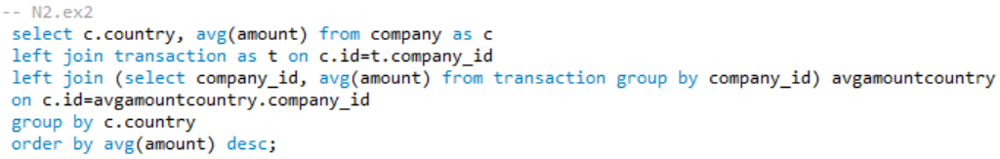 -- N2.ex2
select c.country, avg(amount) from company as c
left join transaction as t on c.id=t.company_id
left join (select company_id, avg(amount) from transaction group by company_id) avgamountcountry
on c.id=avgamountcountry.company_id
group by c.country
order by avg(amount) desc;